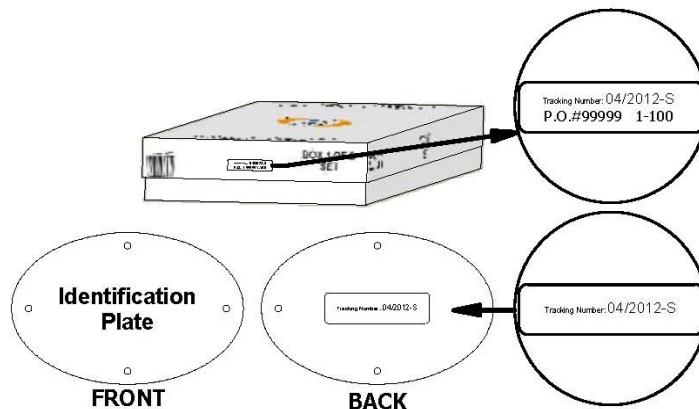 Tracking Number: 04/2012-S
P.O.#99999 1-100
BOX 1 OF
SET
Identification
Plate
Tracking Number: 04/2012-S
Tracking Number: 04/2012-S
FRONT
BACK